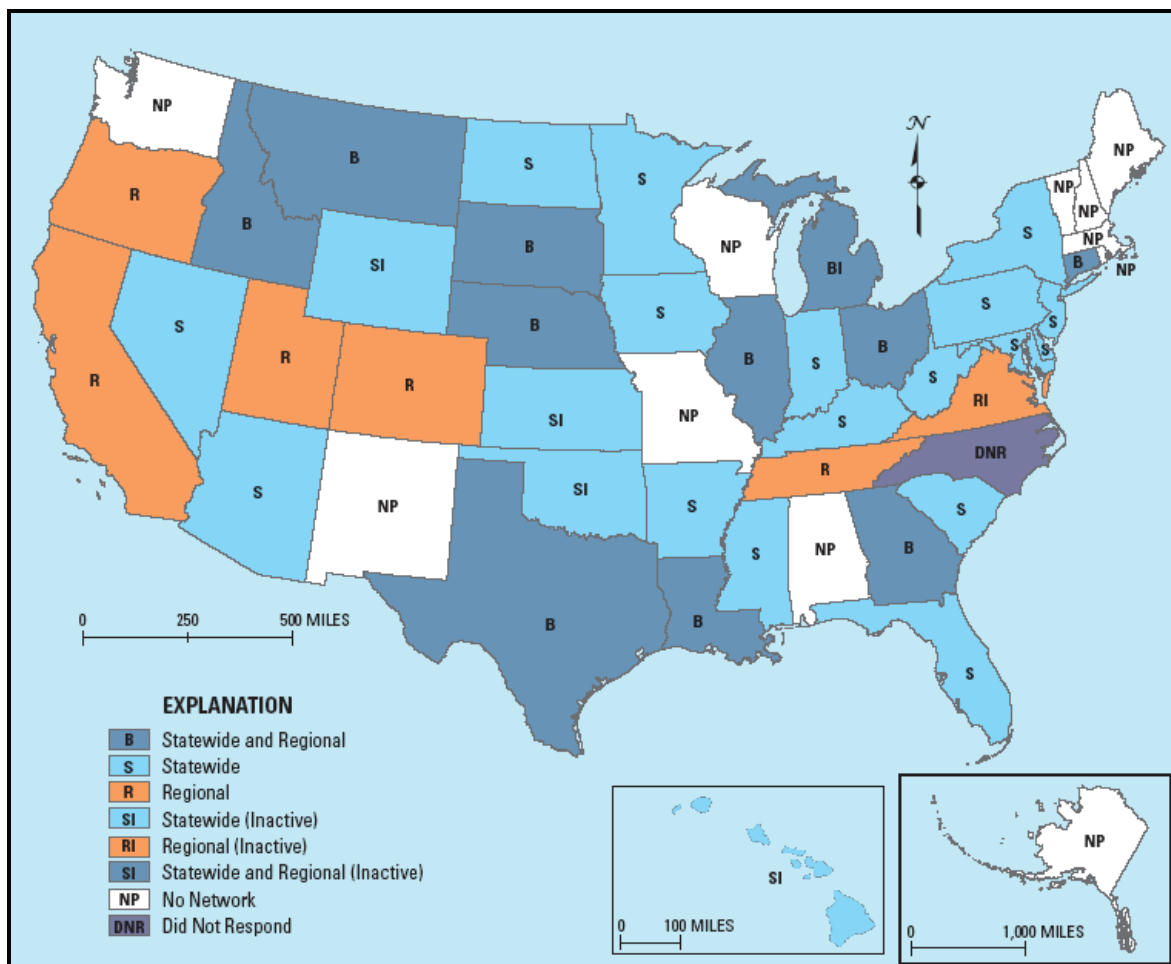 NP
R
B
B
S
S
B
SI
NP
BI
S
NP
NP
NP
NP
B
NP
S
R
S
R
R
B
S
B
S
B
S
S
S
S
S
SI
NP
S
RI
R
DNR
S
NP
SI
S
S
NP
B
S
B
B
S
N
0 250 500 MILES
EXPLANATION
B Statewide and Regional
S Statewide
R Regional
SI Statewide (Inactive)
RI Regional (Inactive)
SI Statewide and Regional (Inactive)
NP No Network
DNR Did Not Respond
SI
0 100 MILES
NP
0 1,000 MILES